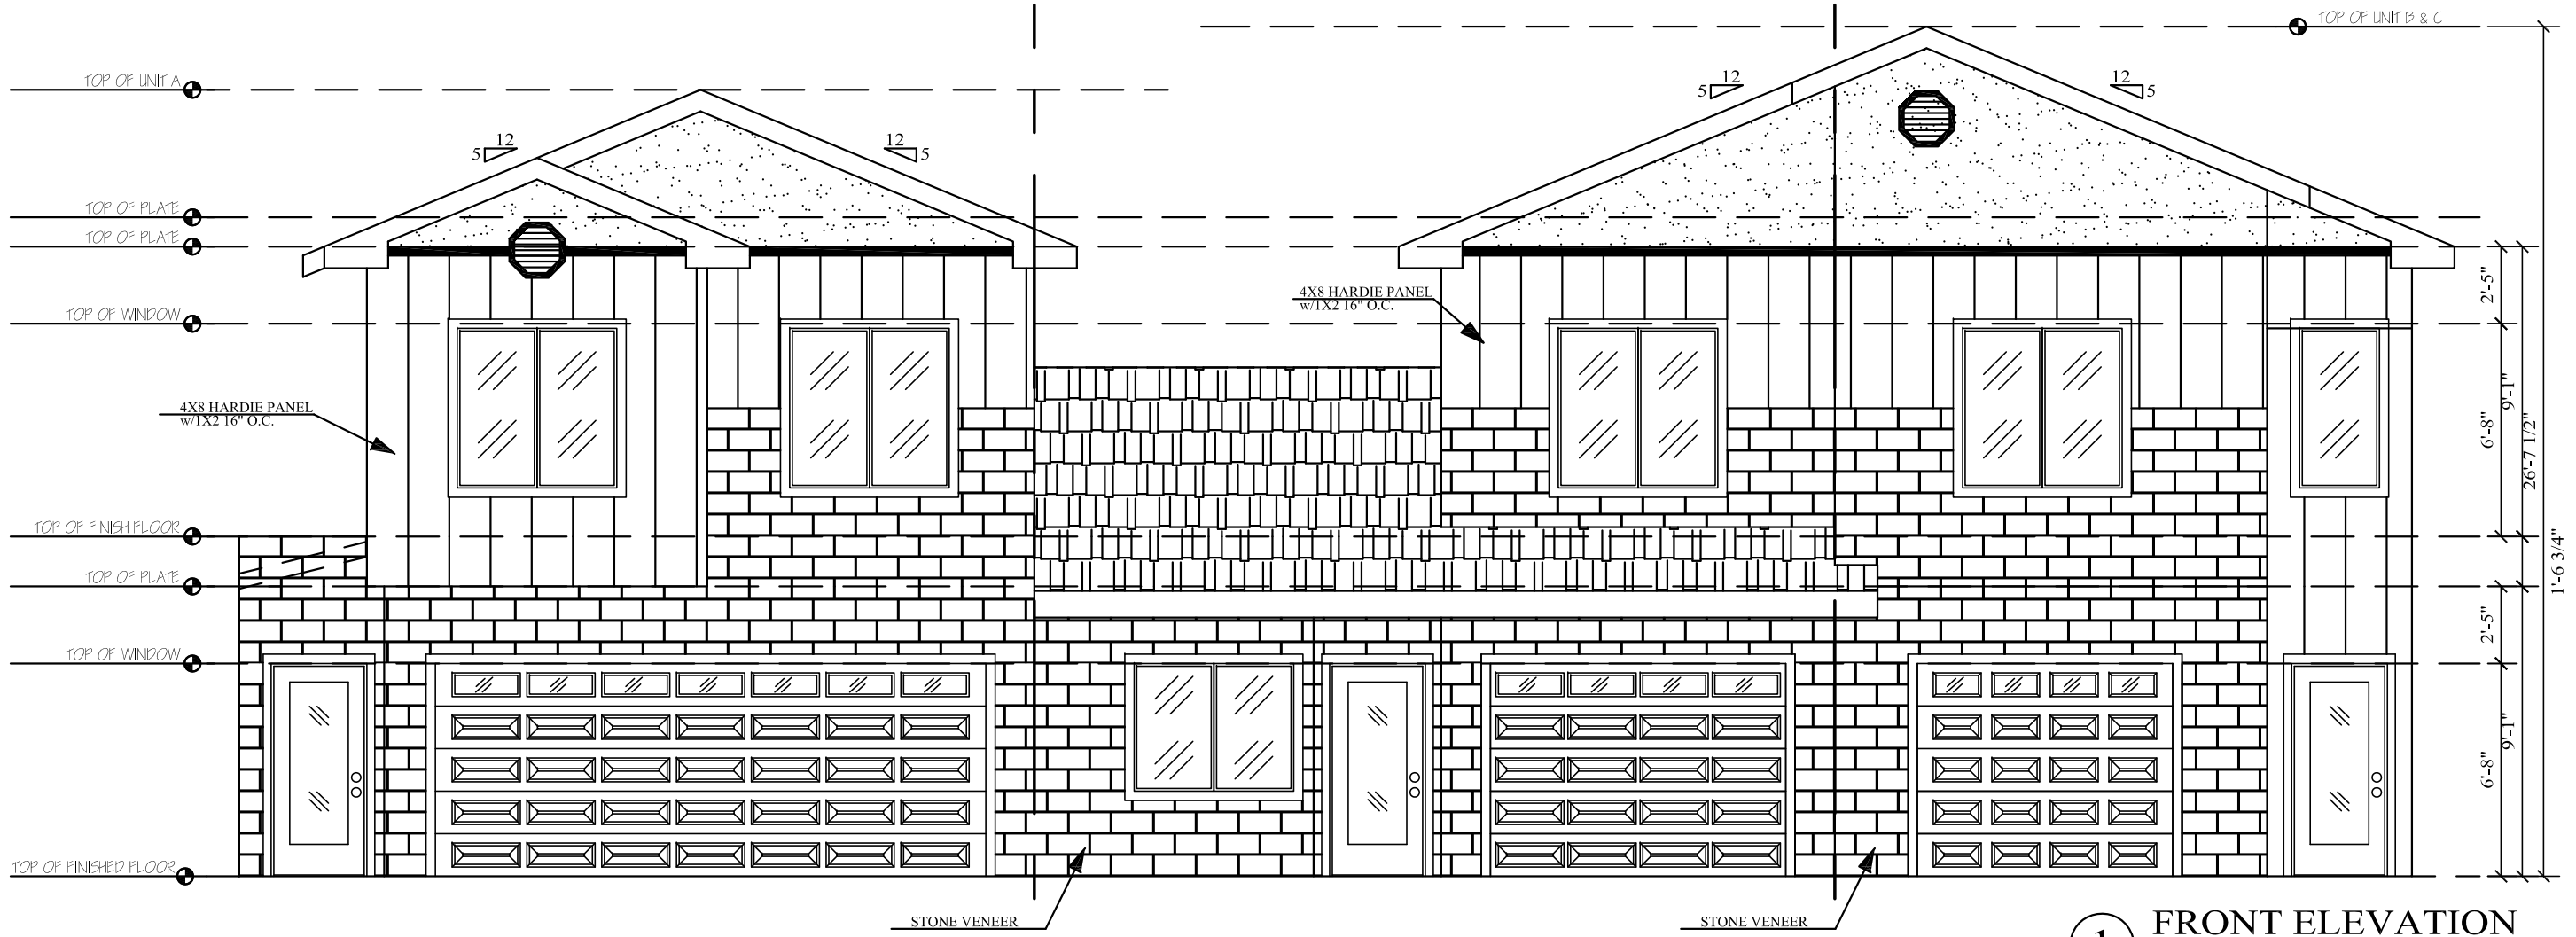 TOP OF UNIT B & C
TOP OF UNIT A
12
5
12
5
12
5
12
5
TOP OF PLATE
TOP OF PLATE
TOP OF WINDOW
4X8 HARDIE PANEL
w/1X2 16" O.C.
4X8 HARDIE PANEL
w/1X2 16" O.C.
TOP OF FINISH FLOOR
TOP OF PLATE
TOP OF WINDOW
TOP OF FINISHED FLOOR
2'-5"
6'-8"
9'-1"
26'-7 1/2"
1'-6 3/4"
2'-5"
6'-8"
9'-1"
STONE VENEER
STONE VENEER
1
FRONT ELEVATION